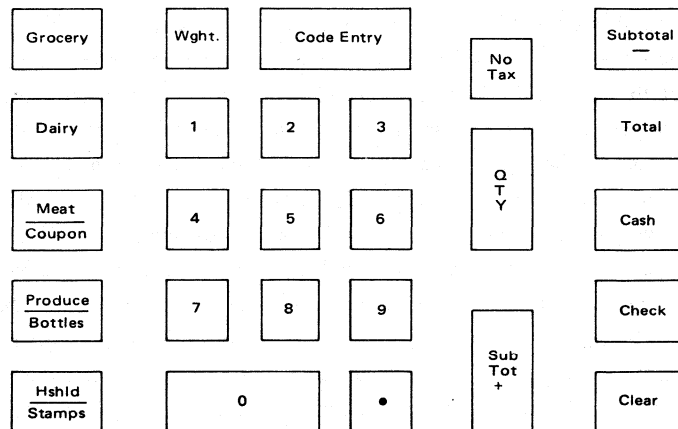 Grocery
Wght.
Code Entry
No
Tax
Subtotal
—
Dairy
1
2
3
Q
T
Y
Total
Meat
Coupon
4
5
6
Cash
Produce
Bottles
7
8
9
Sub
Tot
+
Check
Hshld
Stamps
0
•
Clear